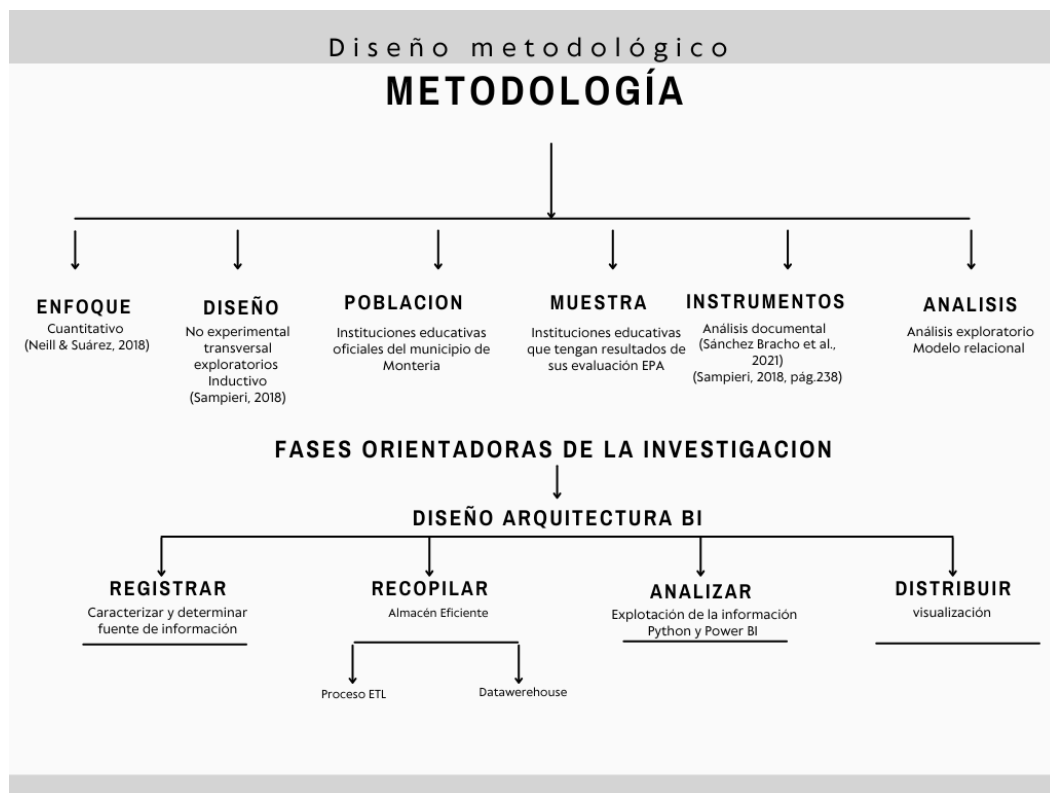 Diseño metodológico
METODOLOGÍA
ENFOQUE
Cuantitativo
(Neill & Suárez, 2018)
DISEÑO
No experimental
transversal
exploratorios
Inductivo
(Sampieri, 2018)
POBLACION
Instituciones educativas
oficiales del municipio de
Monteria
MUESTRA
Instituciones educativas
que tengan resultados de
sus evaluación EPA
INSTRUMENTOS
Análisis documental
(Sánchez Bracho et al.,
2021)
(Sampieri, 2018, pág.238)
ANALISIS
Análisis exploratorio
Modelo relacional
FASES ORIENTADORAS DE LA INVESTIGACION
DISEÑO ARQUITECTURA BI
REGISTRAR
Caracterizar y determinar
fuente de información
RECOPILAR
Almacén Eficiente
Proceso ETL
Datawerehouse
ANALIZAR
Explotación de la información
Python y Power BI
DISTRIBUIR
visualización